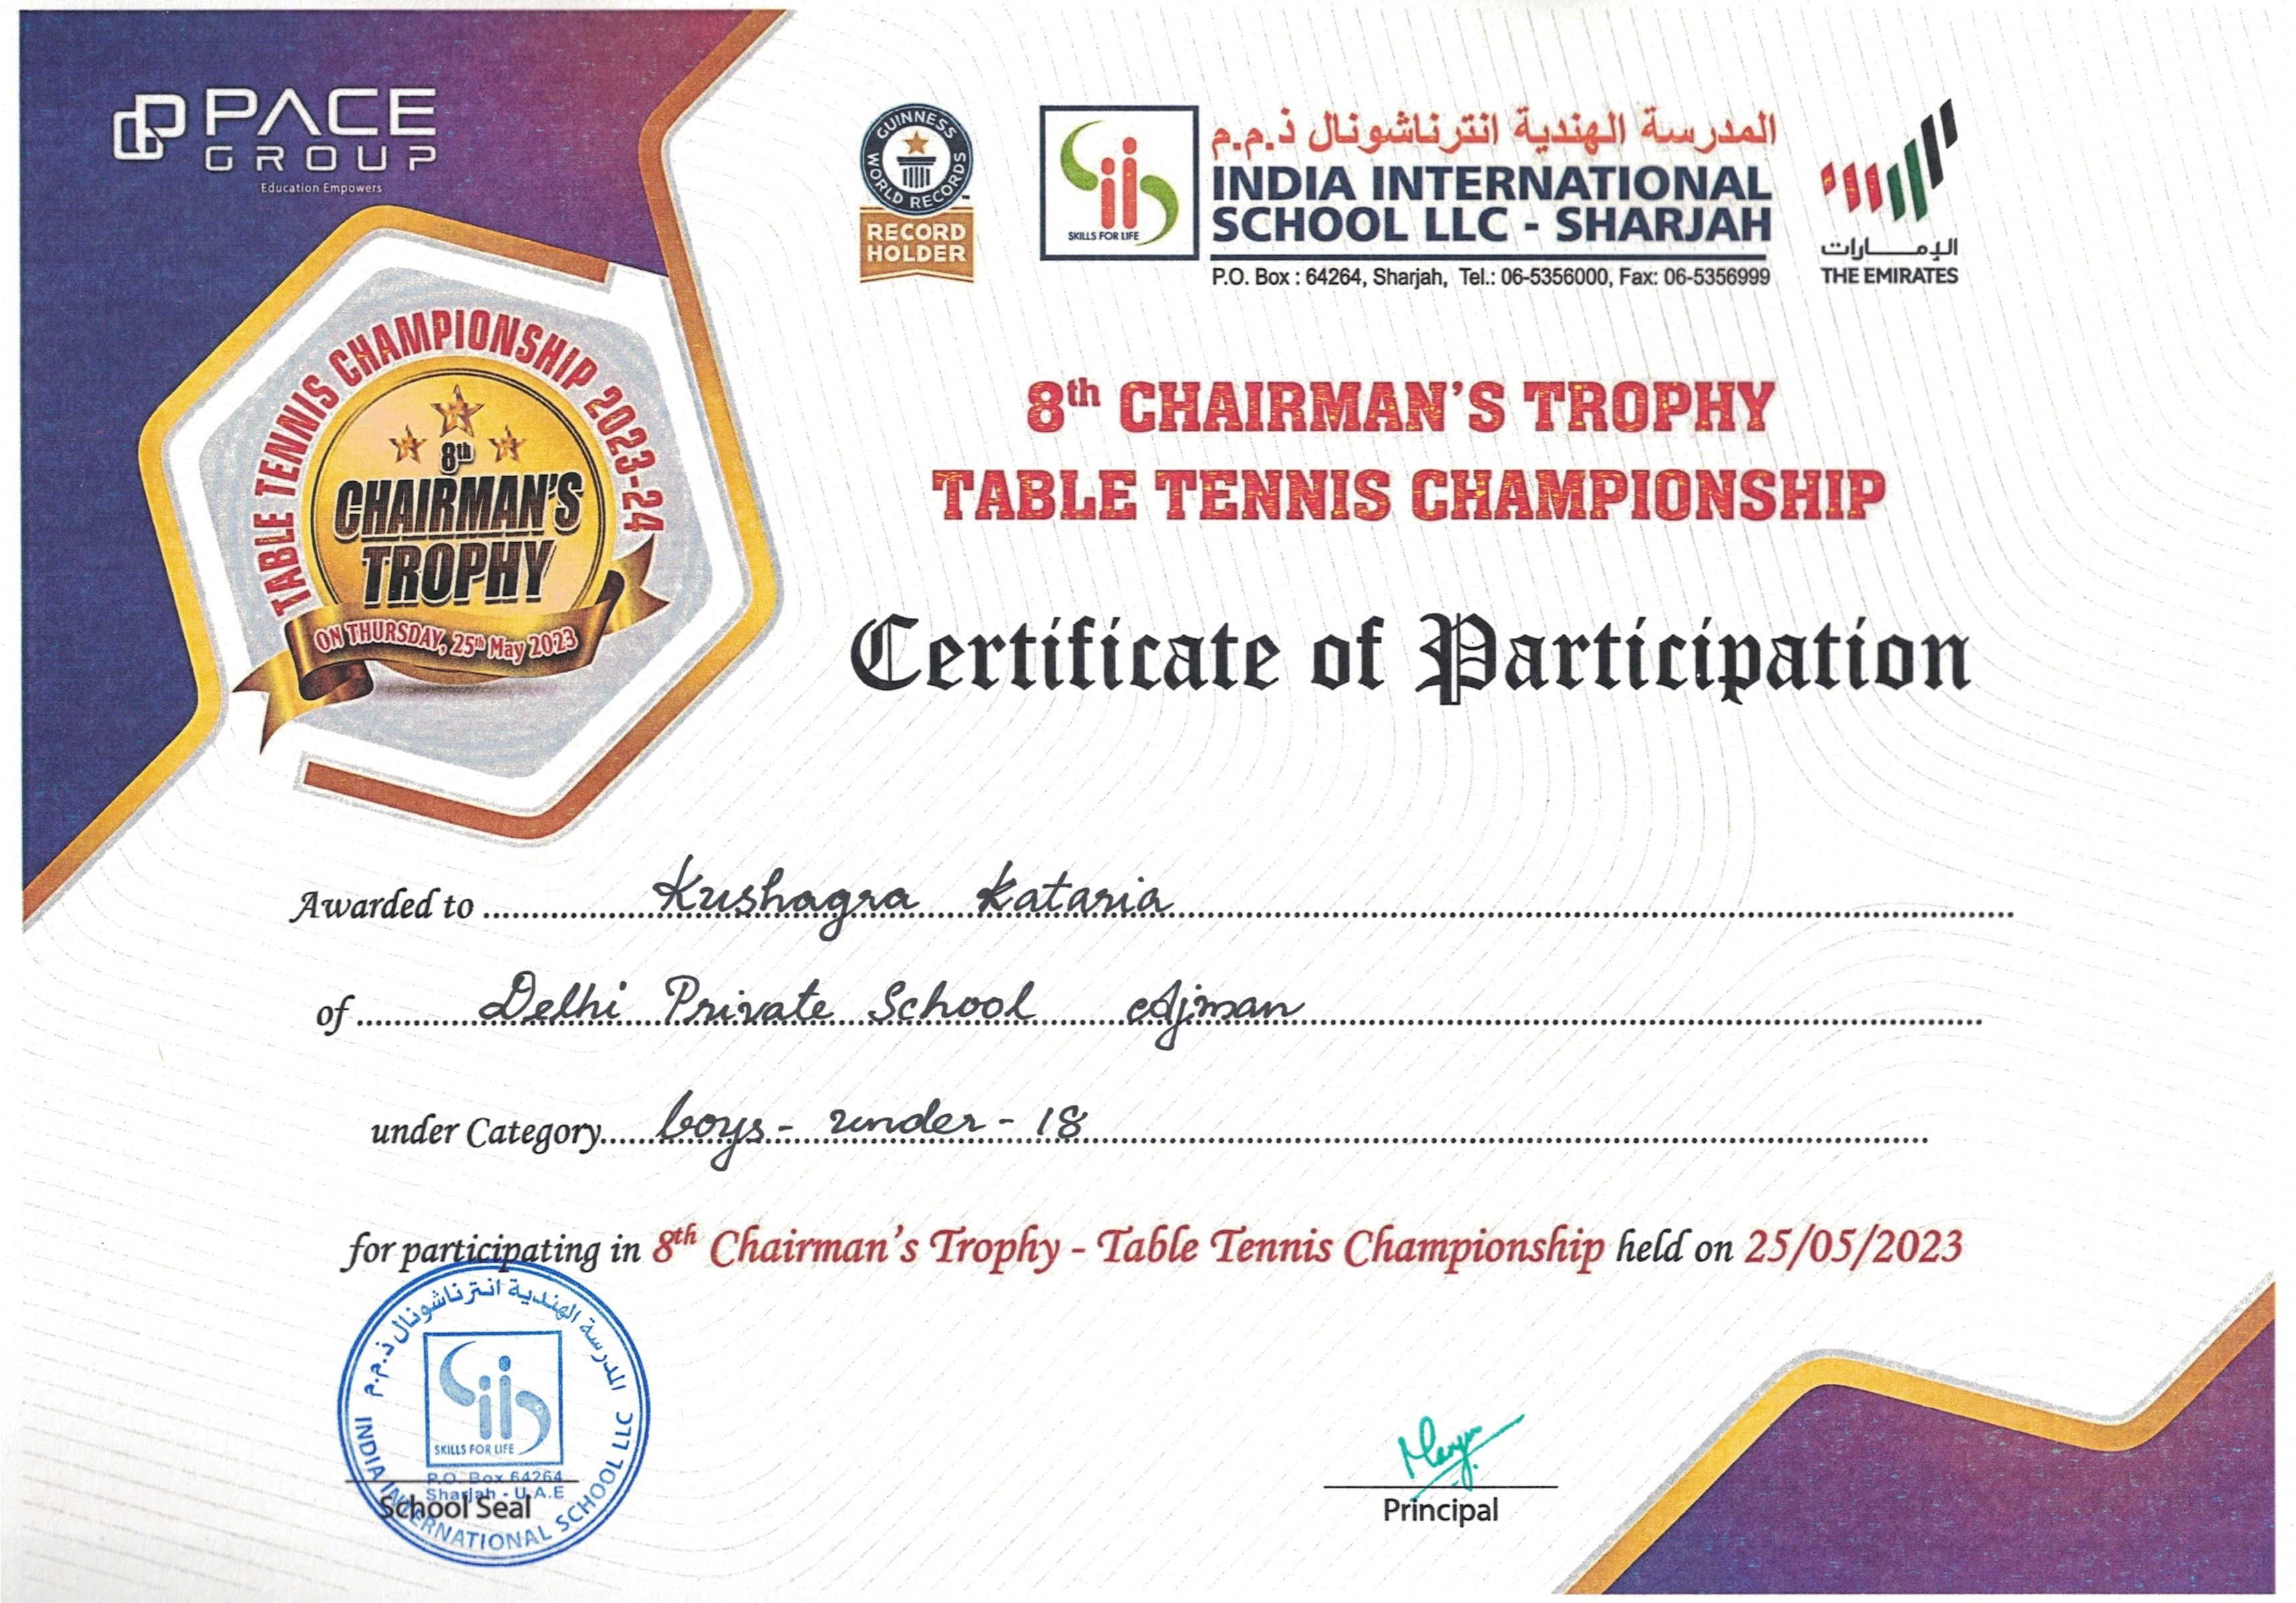 PACE
GROUP
Education Empowers
GUINNESS
WORLD RECORDS
RECORD
HOLDER
SKILLS FOR LIFE
المدرسة الهندية انترناشونال ذ.م.م
INDIA INTERNATIONAL
SCHOOL LLC - SHARJAH
P.O. Box : 64264, Sharjah, Tel.: 06-5356000, Fax: 06-5356999
الإمـــارات
THE EMIRATES
TABLE TENNIS CHAMPIONSHIP 2023-24
8th
CHAIRMAN'S
TROPHY
ON THURSDAY, 25th May 2023
8th CHAIRMAN'S TROPHY
TABLE TENNIS CHAMPIONSHIP
Certificate of Participation
Awarded to Kushagra Kataria
of Delhi Private School Ajman
under Category boys - under - 18
for participating in 8th Chairman's Trophy - Table Tennis Championship held on 25/05/2023
المدرسة الهندية انترناشونال ذ.م.م
SKILLS FOR LIFE
P.O. Box 64264
Sharjah - U.A.E
INDIA INTERNATIONAL SCHOOL LLC
School Seal
Principal